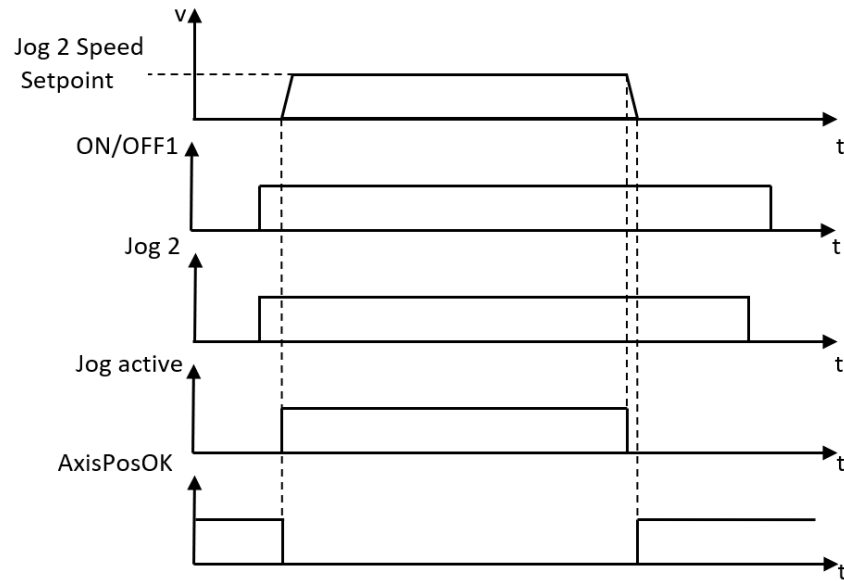 v
Jog 2 Speed
Setpoint
t
ON/OFF1
t
Jog 2
t
Jog active
t
AxisPosOK
t